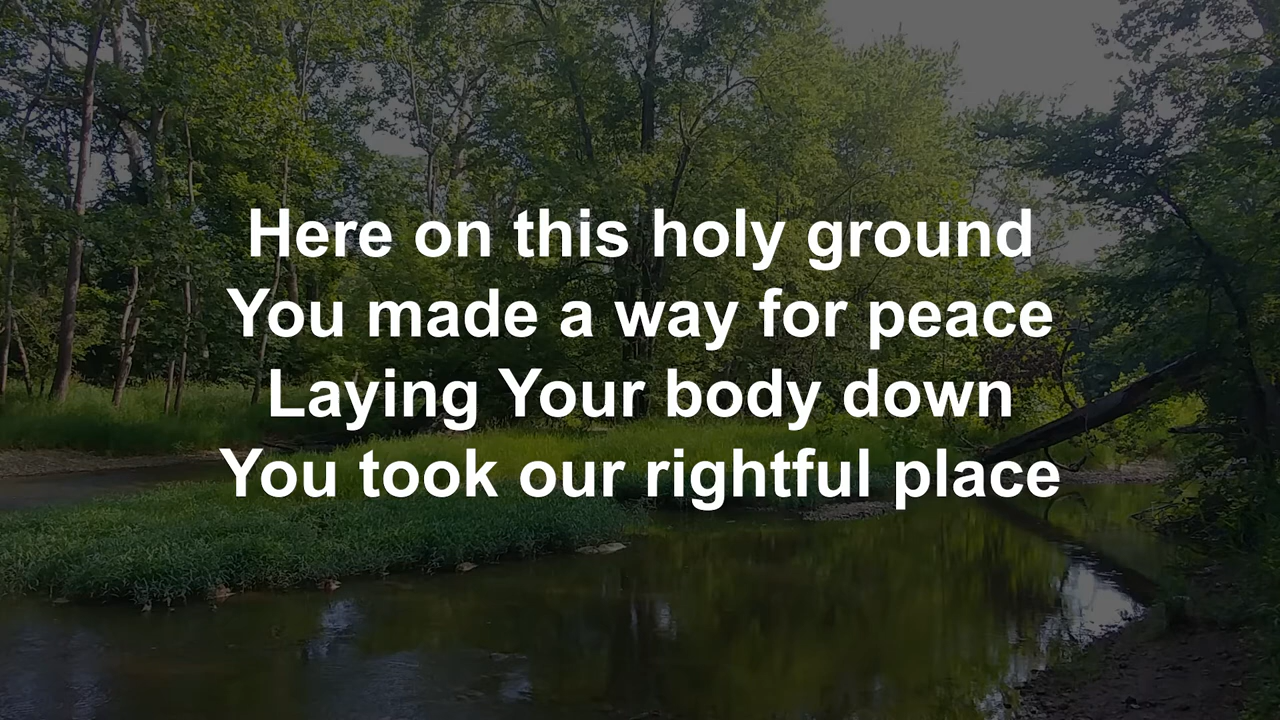 Here on this holy ground
You made a way for peace
Laying Your body down
You took our rightful place